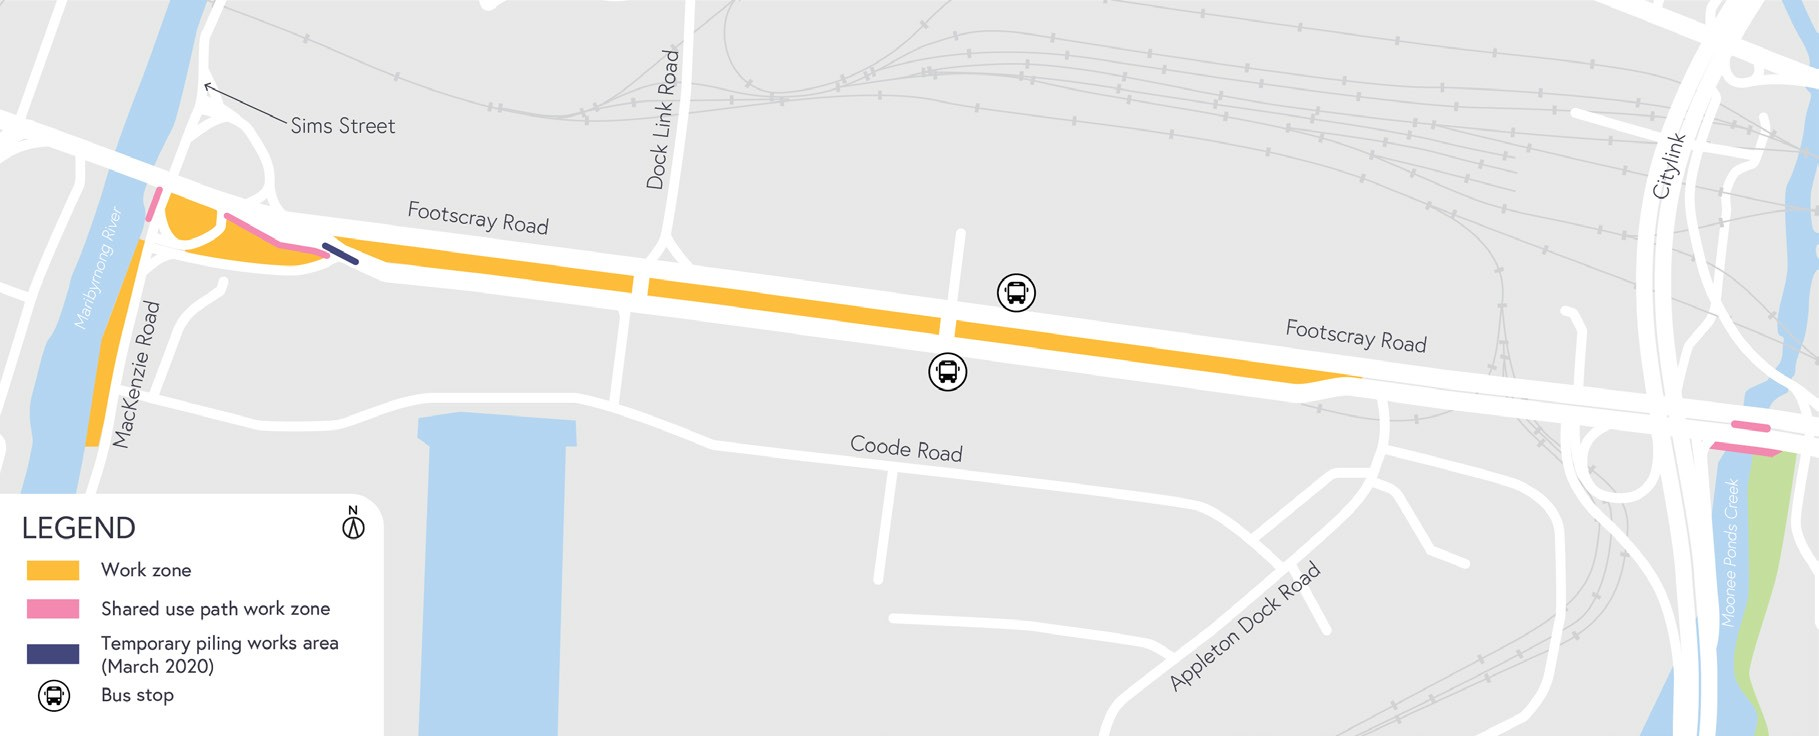 Sims Street
Dock Link Road
Citylink
Footscray Road
Maribyrnong River
Footscray Road
MacKenzie Road
Coode Road
Moonee Ponds Creek
Appleton Dock Road
LEGEND
N
Work zone
Shared use path work zone
Temporary piling works area
(March 2020)
Bus stop